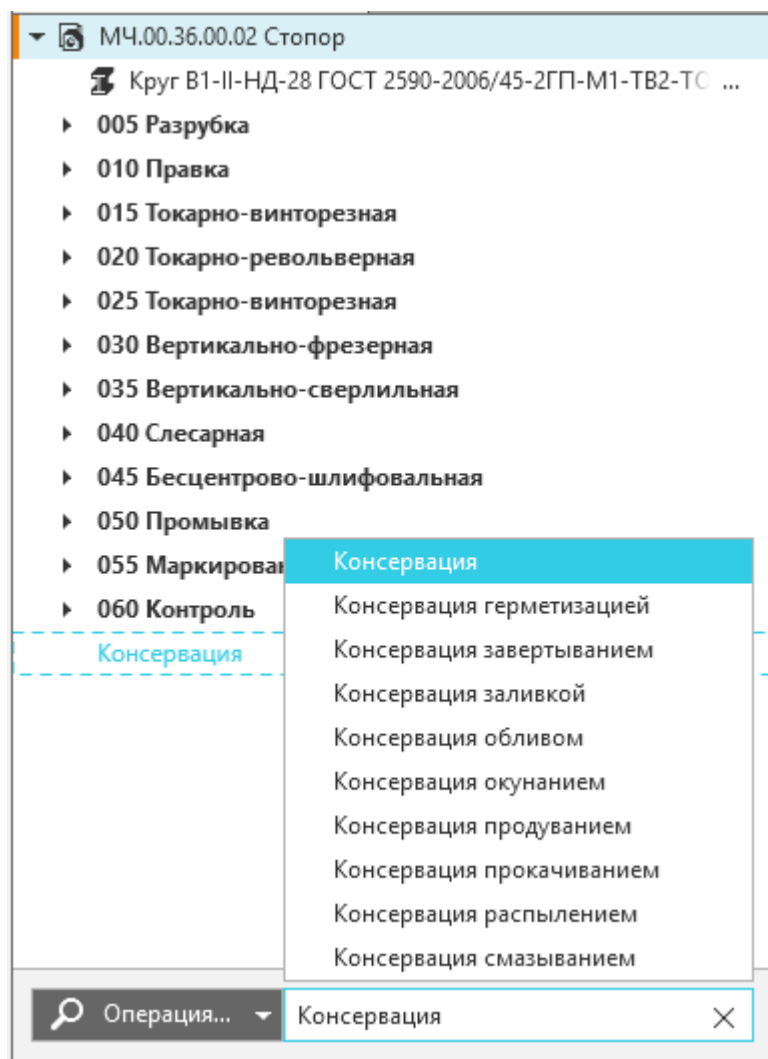 МЧ.00.36.00.02 Стопор
Круг В1-II-НД-28 ГОСТ 2590-2006/45-2ГП-М1-ТВ2-ТО ...
005 Разрубка
010 Правка
015 Токарно-винторезная
020 Токарно-револьверная
025 Токарно-винторезная
030 Вертикально-фрезерная
035 Вертикально-сверлильная
040 Слесарная
045 Бесцентрово-шлифовальная
050 Промывка
055 Маркирован
060 Контроль
Консервация
Консервация
Консервация герметизацией
Консервация завертыванием
Консервация заливкой
Консервация обливом
Консервация окунанием
Консервация продуванием
Консервация прокачиванием
Консервация распылением
Консервация смазыванием
Операция... Консервация